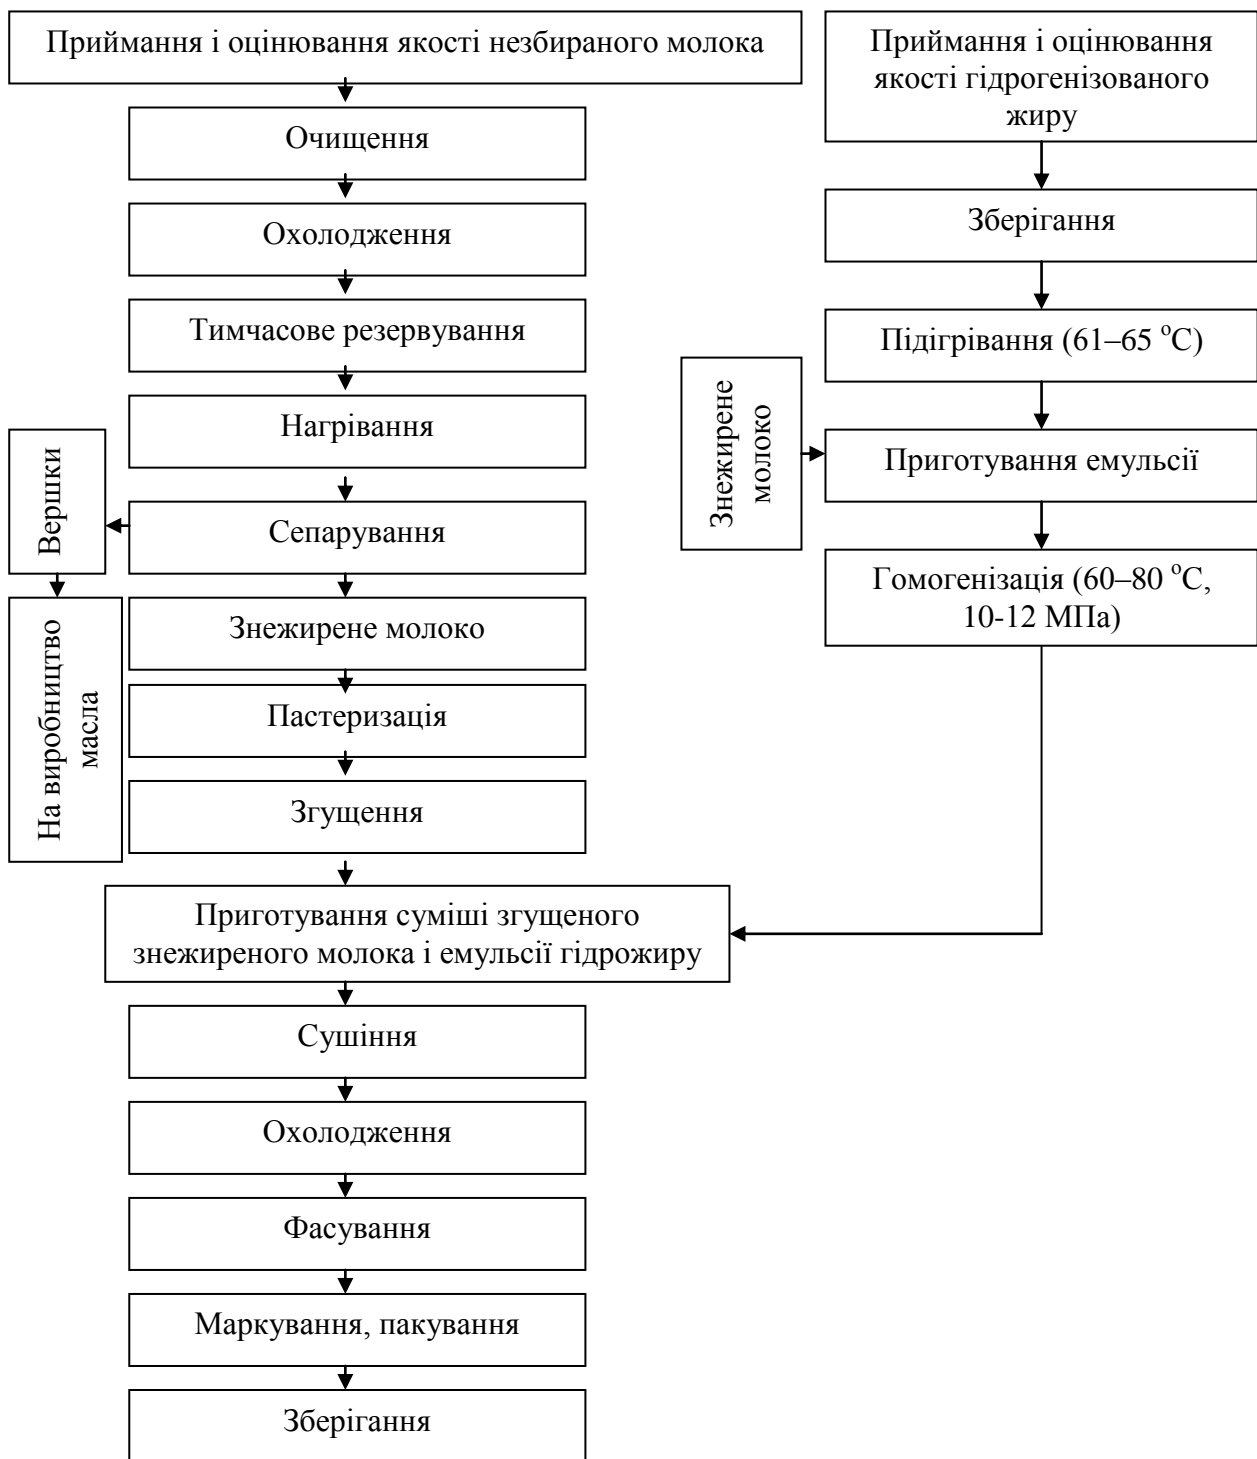 Приймання і оцінювання якості незбираного молока
Очищення
Охолодження
Тимчасове резервування
Нагрівання
Вершки
Сепарування
На виробництво
масла
Знежирене молоко
Пастеризація
Згущення
Приймання і оцінювання
якості гідрогенізованого
жиру
Зберігання
Підігрівання (61–65 ᵒС)
Знежирене
молоко
Приготування емульсії
Гомогенізація (60–80 ᵒС,
10-12 МПа)
Приготування суміші згущеного
знежиреного молока і емульсії гідрожиру
Сушіння
Охолодження
Фасування
Маркування, пакування
Зберігання